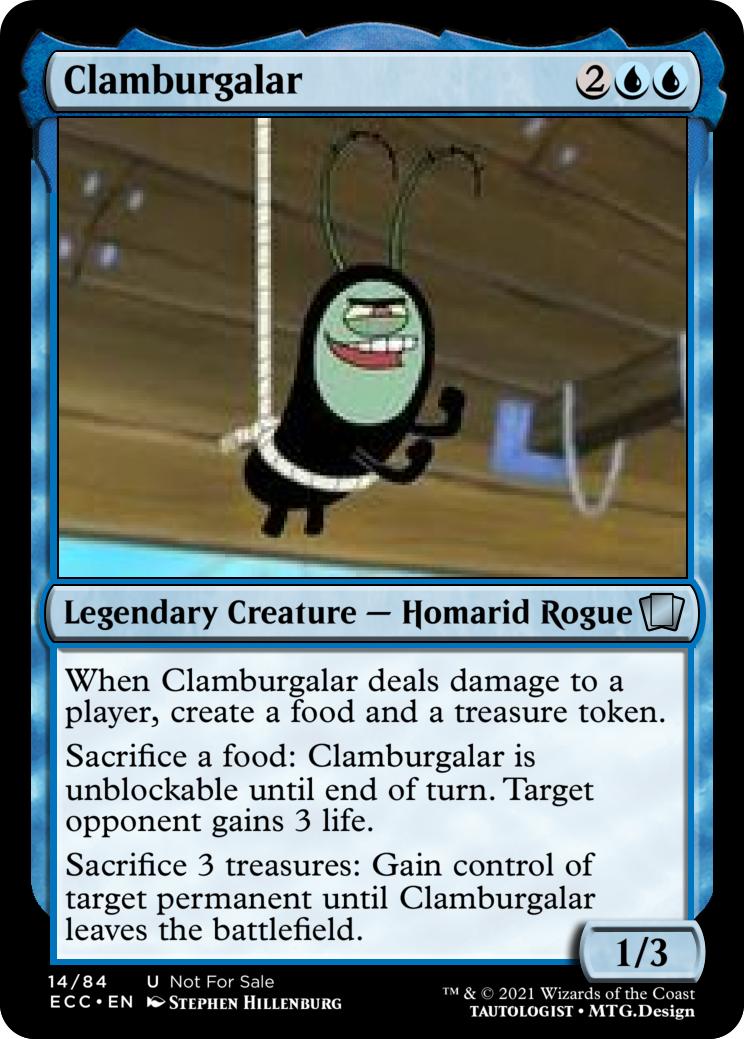 Clamburgalar 2
Legendary Creature — Homarid Rogue
When Clamburgalar deals damage to a
player, create a food and a treasure token.
Sacrifice a food: Clamburgalar is
unblockable until end of turn. Target
opponent gains 3 life.
Sacrifice 3 treasures: Gain control of
target permanent until Clamburgalar
leaves the battlefield.
1/3
14/84 U Not For Sale
ECC • EN Stephen Hillenburg
™ & © 2021 Wizards of the Coast
TAUTOLOGIST • MTG.Design